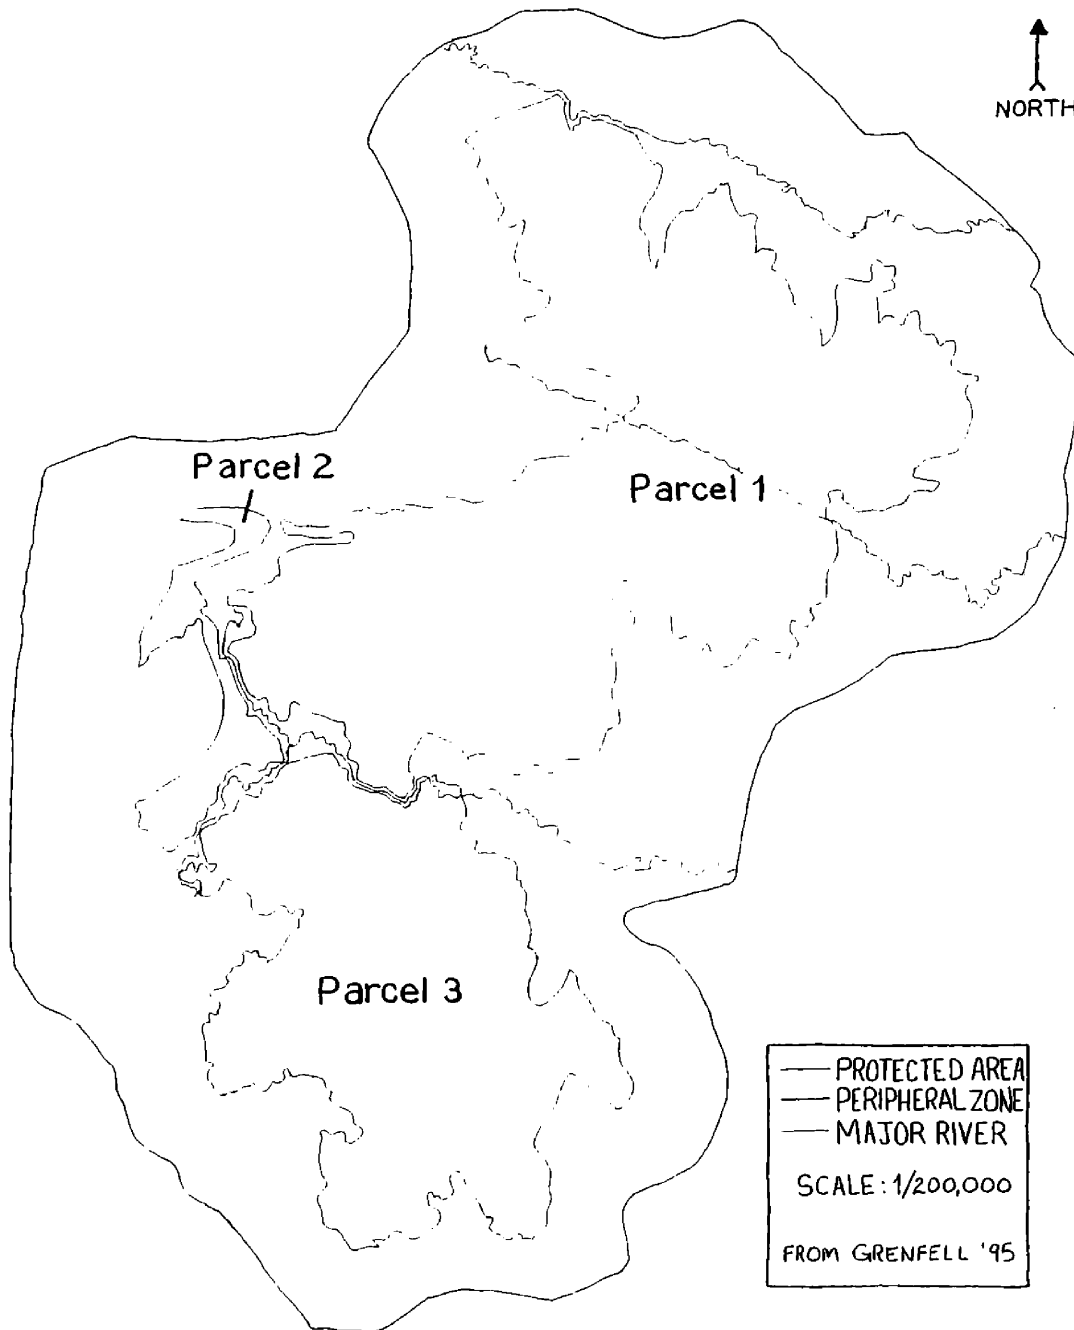 NORTH
Parcel 2
Parcel 1
Parcel 3
PROTECTED AREA
PERIPHERAL ZONE
MAJOR RIVER
SCALE: 1/200,000
FROM GRENFELL '95